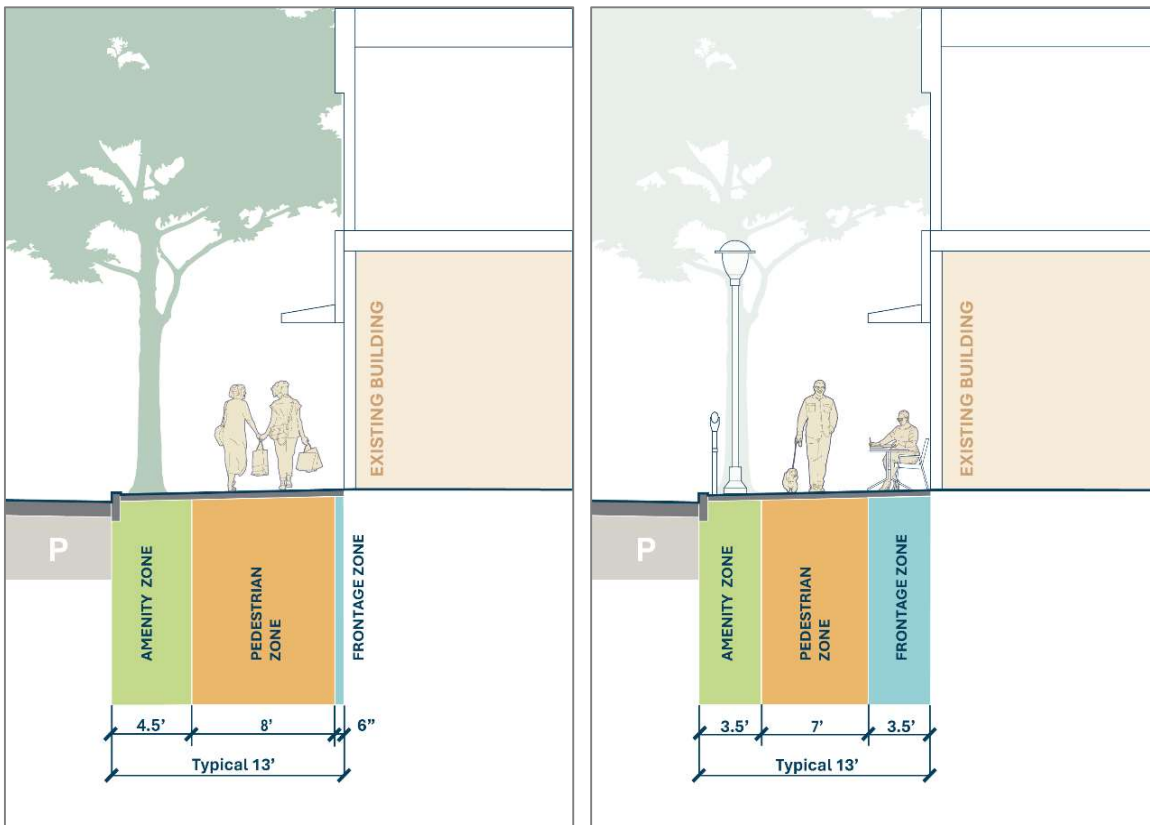 EXISTING BUILDING
P
AMENITY ZONE
PEDESTRIAN
ZONE
FRONTAGE ZONE
4.5’
8’
6”
Typical 13’
EXISTING BUILDING
P
AMENITY ZONE
PEDESTRIAN
ZONE
FRONTAGE ZONE
3.5’
7’
3.5’
Typical 13’